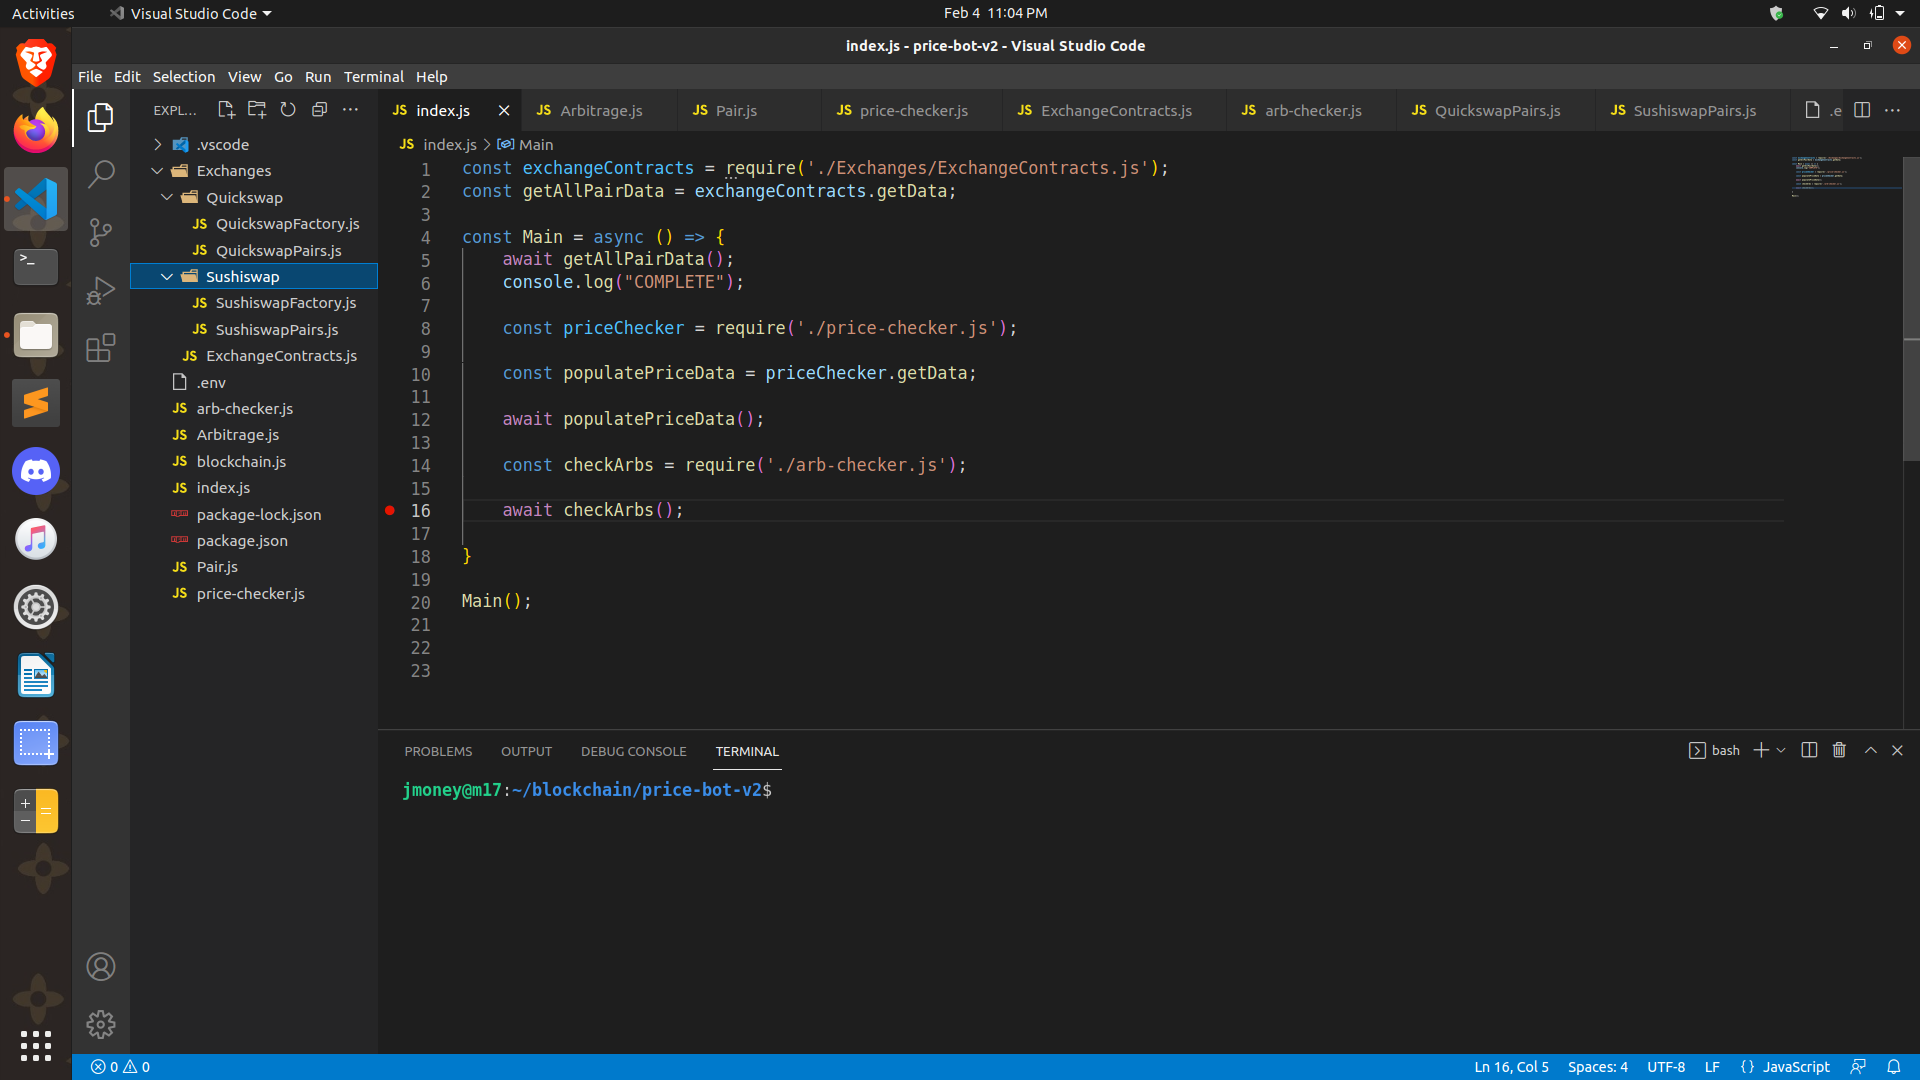 Activities
Visual Studio Code
Feb 4 11:04 PM
index.js - price-bot-v2 - Visual Studio Code
File Edit Selection View Go Run Terminal Help
EXPL...
JS index.js
JS Arbitrage.js
JS Pair.js
JS price-checker.js
JS ExchangeContracts.js
JS arb-checker.js
JS QuickswapPairs.js
JS SushiswapPairs.js
.e
.vscode
Exchanges
Quickswap
JS QuickswapFactory.js
JS QuickswapPairs.js
Sushiswap
JS SushiswapFactory.js
JS SushiswapPairs.js
JS ExchangeContracts.js
.env
JS arb-checker.js
JS Arbitrage.js
JS blockchain.js
JS index.js
package-lock.json
package.json
JS Pair.js
JS price-checker.js
JS index.js > Main
1 const exchangeContracts = require('./Exchanges/ExchangeContracts.js');
2 const getAllPairData = exchangeContracts.getData;
3
4 const Main = async () => {
5 await getAllPairData();
6 console.log("COMPLETE");
7
8 const priceChecker = require('./price-checker.js');
9
10 const populatePriceData = priceChecker.getData;
11
12 await populatePriceData();
13
14 const checkArbs = require('./arb-checker.js');
15
16 await checkArbs();
17
18 }
19
20 Main();
21
22
23
PROBLEMS OUTPUT DEBUG CONSOLE TERMINAL
bash
jmoney@m17:~/blockchain/price-bot-v2$
0 0
Ln 16, Col 5 Spaces: 4 UTF-8 LF {} JavaScript